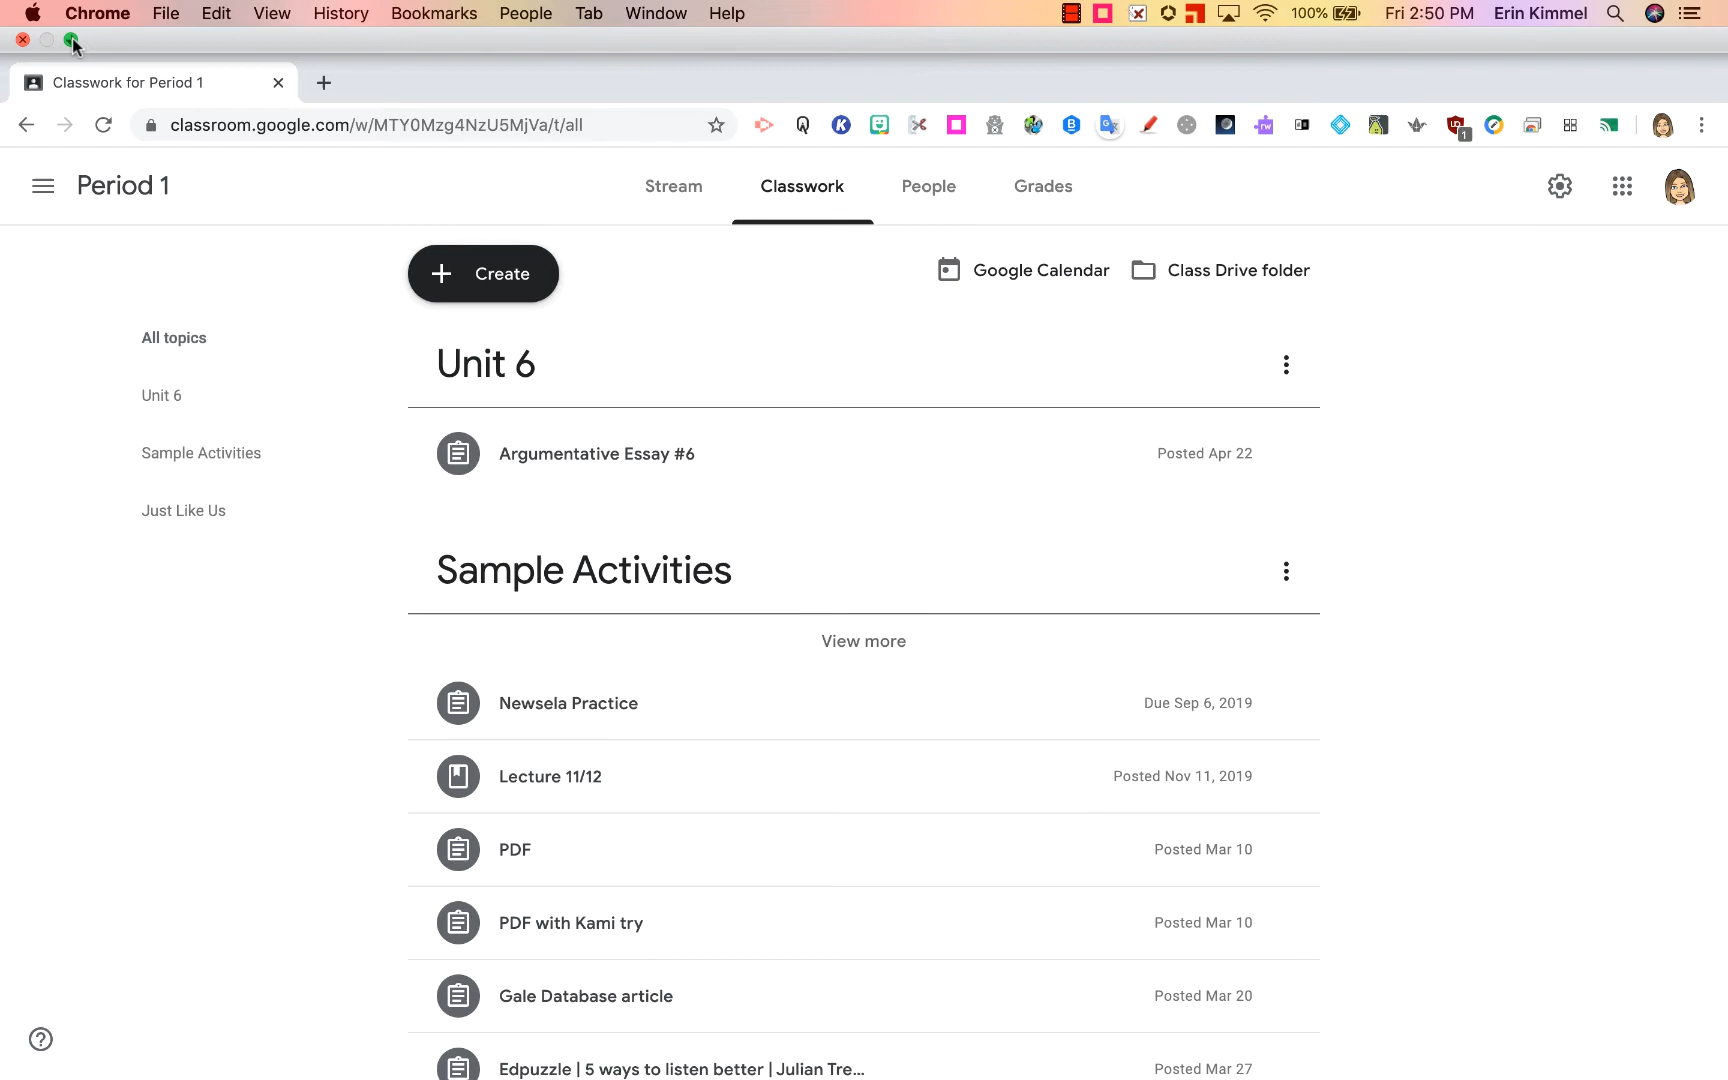 Chrome File Edit View History Bookmarks People Tab Window Help 100% Fri 2:50 PM Erin Kimmel
Classwork for Period 1
classroom.google.com/w/MTY0Mzg4NzU5MjVa/t/all 1
Period 1 Stream Classwork People Grades
Create Google Calendar Class Drive folder
All topics
Unit 6
Sample Activities
Just Like Us
Unit 6
Argumentative Essay #6 Posted Apr 22
Sample Activities
View more
Newsela Practice Due Sep 6, 2019
Lecture 11/12 Posted Nov 11, 2019
PDF Posted Mar 10
PDF with Kami try Posted Mar 10
Gale Database article Posted Mar 20
Edpuzzle | 5 ways to listen better | Julian Tre... Posted Mar 27